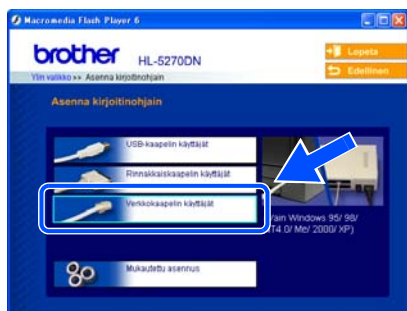 Macromedia Flash Player 6
brother HL-5270DN
Lopeta
Edellinen
Ylin valikko >> Asenna kirjoitinohjain
Asenna kirjoitinohjain
USB-kaapelin käyttäjät
Rinnakkaiskaapelin käyttäjät
Verkkokaapelin käyttäjät
Vain Windows 95/ 98/
NT4.0/ Me/ 2000/ XP)
Mukautettu asennus